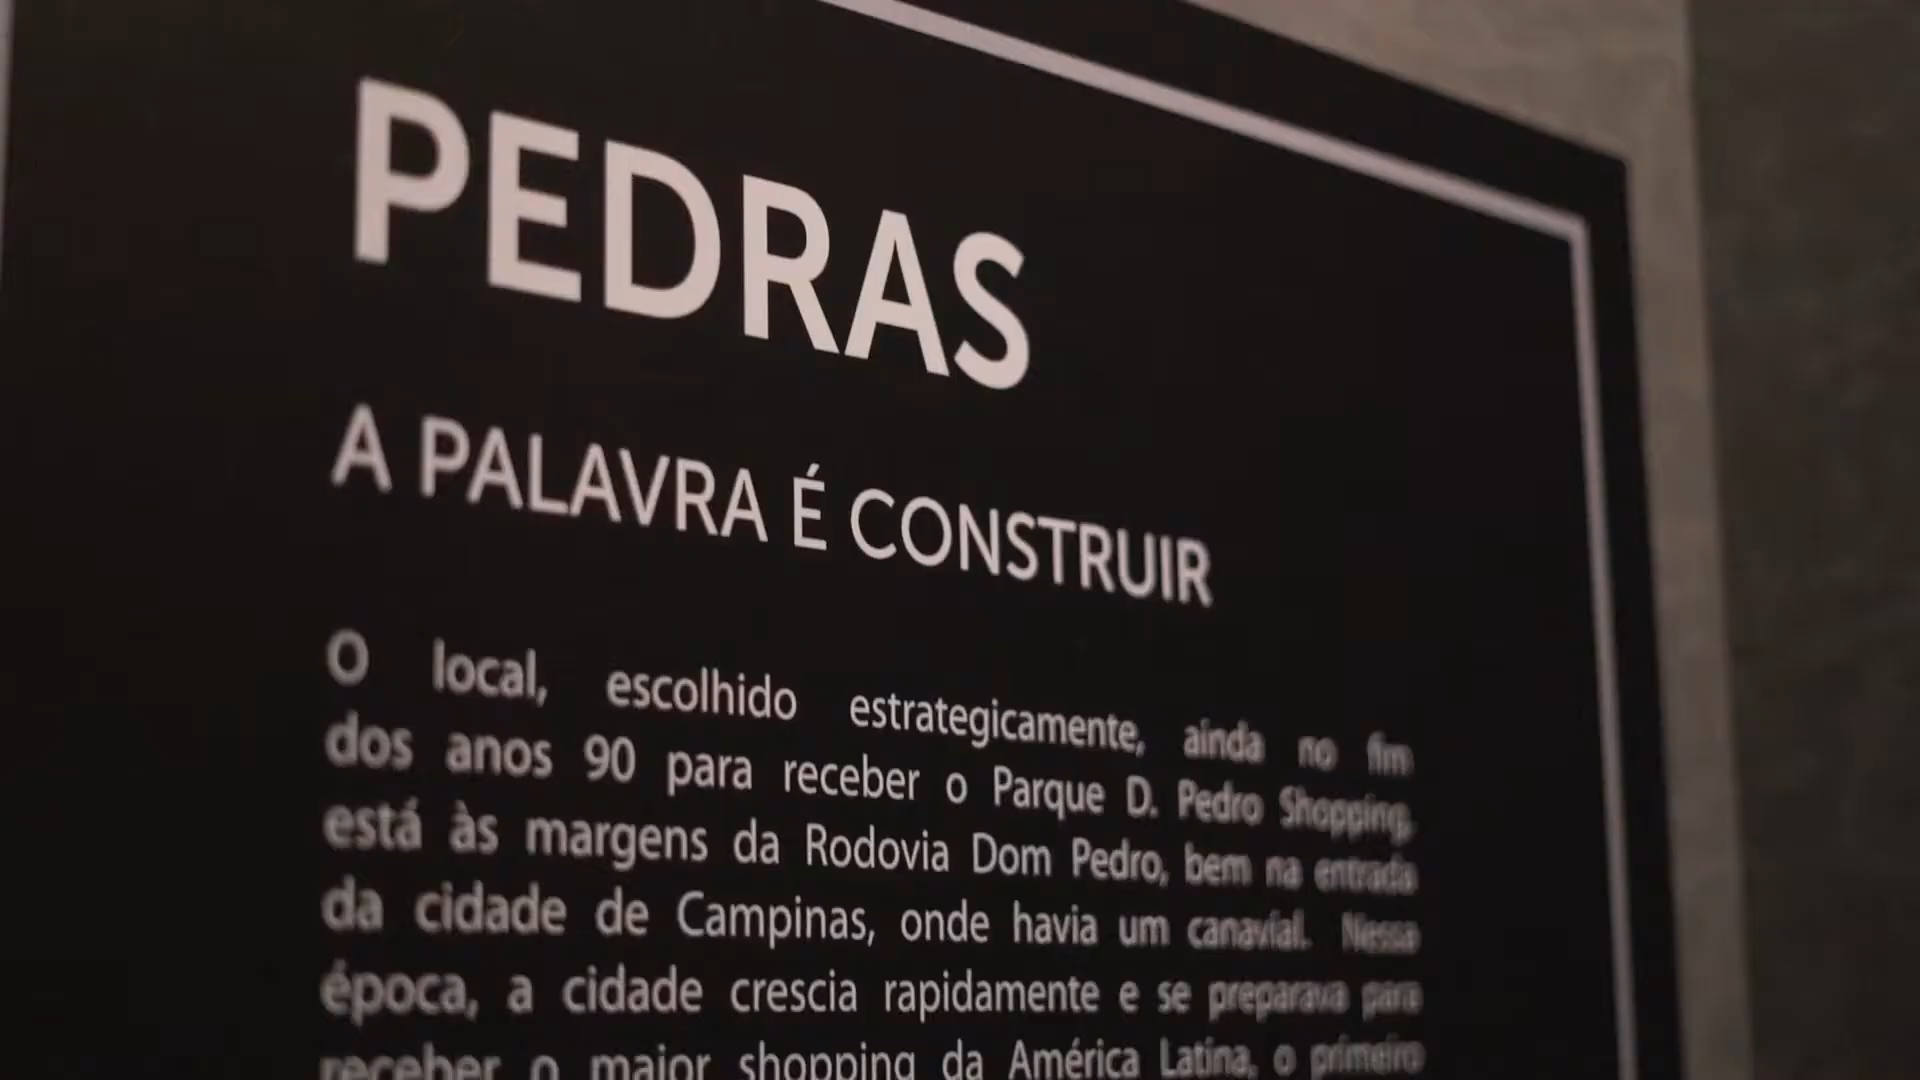 PEDRAS
A PALAVRA É CONSTRUIR
O local, escolhido estrategicamente, ainda no fim
dos anos 90 para receber o Parque D. Pedro Shopping,
está às margens da Rodovia Dom Pedro, bem na entrada
da cidade de Campinas, onde havia um canavial. Nessa
época, a cidade crescia rapidamente e se preparava para
receber o maior shopping da América Latina, o primeiro